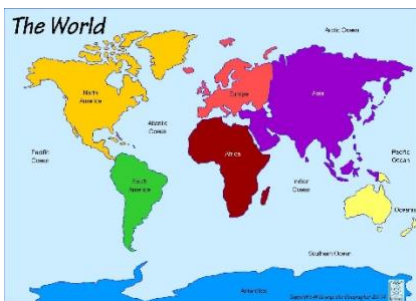 The World
Arctic Ocean
North
America
Europe
Asia
Atlantic
Ocean
Pacific
Ocean
Pacific
Ocean
Africa
Indian
Ocean
South
America
Oceania
Southern Ocean
Antarctica